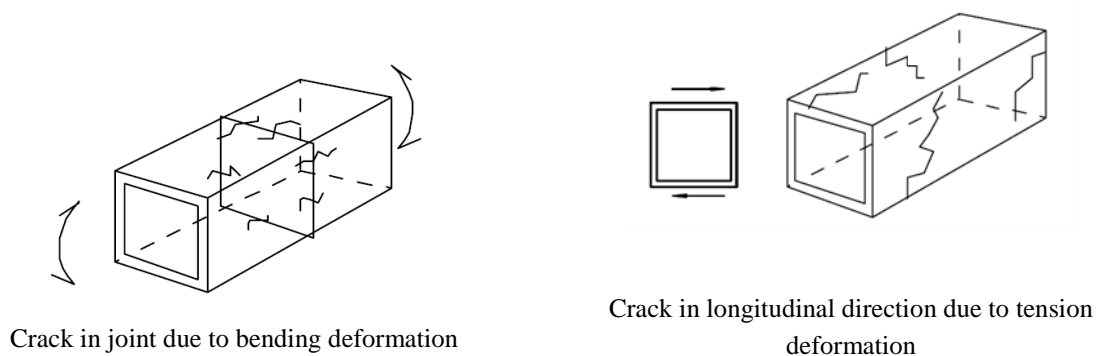 Crack in joint due to bending deformation
Crack in longitudinal direction due to tension
deformation